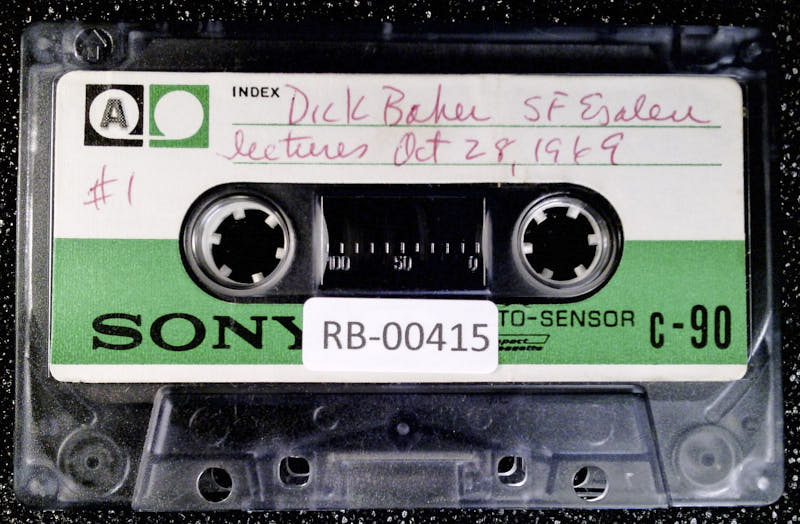 A
INDEX Dick Baker SF Esalen
lectures Oct 28, 1969
#1
100 50 0
SONY
TO-SENSOR
C-90
RB-00415